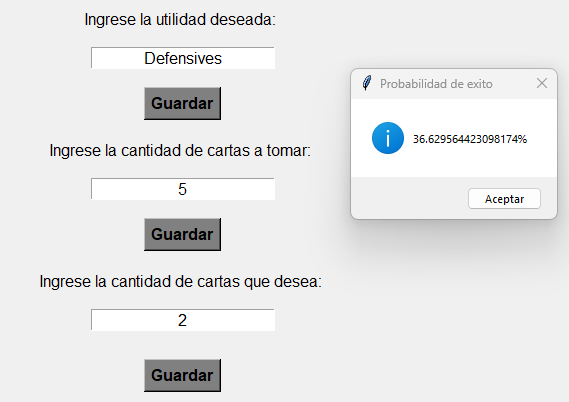 Ingrese la utilidad deseada:
Defensives
Guardar
Ingrese la cantidad de cartas a tomar:
5
Guardar
Ingrese la cantidad de cartas que desea:
2
Guardar
Probabilidad de exito
36.629564423098174%
Aceptar